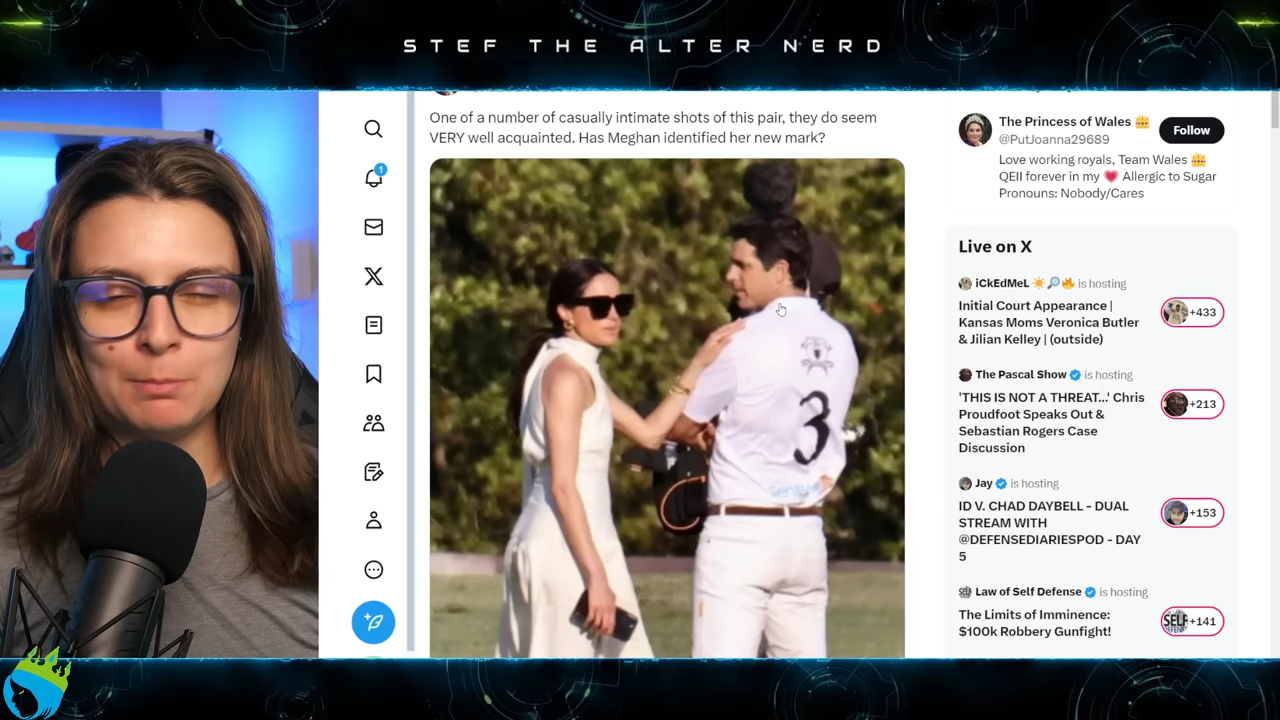 STEF THE ALTER NERD
One of a number of casually intimate shots of this pair, they do seem
VERY well acquainted. Has Meghan identified her new mark?
3
1
The Princess of Wales
@PutJoanna29689
Follow
Love working royals, Team Wales
QEII forever in my Allergic to Sugar
Pronouns: Nobody/Cares
Live on X
iCkEdMeL is hosting
Initial Court Appearance |
Kansas Moms Veronica Butler
& Jilian Kelley | (outside)
+433
The Pascal Show is hosting
'THIS IS NOT A THREAT...' Chris
Proudfoot Speaks Out &
Sebastian Rogers Case
Discussion
+213
Jay is hosting
ID V. CHAD DAYBELL - DUAL
STREAM WITH
@DEFENSEDIARIESPOD - DAY
5
+153
Law of Self Defense is hosting
The Limits of Imminence:
$100k Robbery Gunfight!
+141